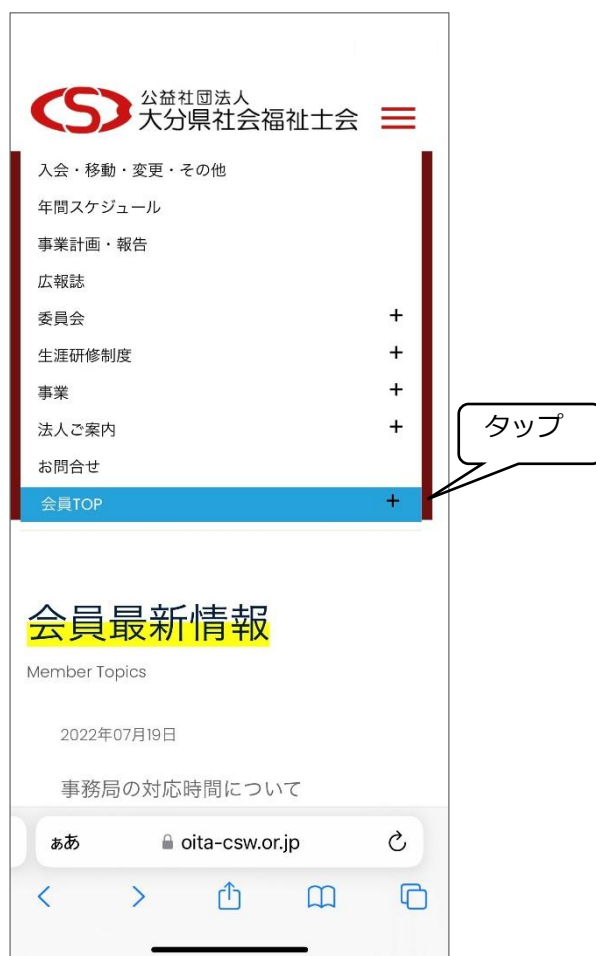 公益社団法人
大分県社会福祉士会
入会・移動・変更・その他
年間スケジュール
事業計画・報告
広報誌
委員会 +
生涯研修制度 +
事業 +
法人ご案内 +
タップ
お問合せ
会員TOP +
会員最新情報
Member Topics
2022年07月19日
事務局の対応時間について
ぁあ oita-csw.or.jp